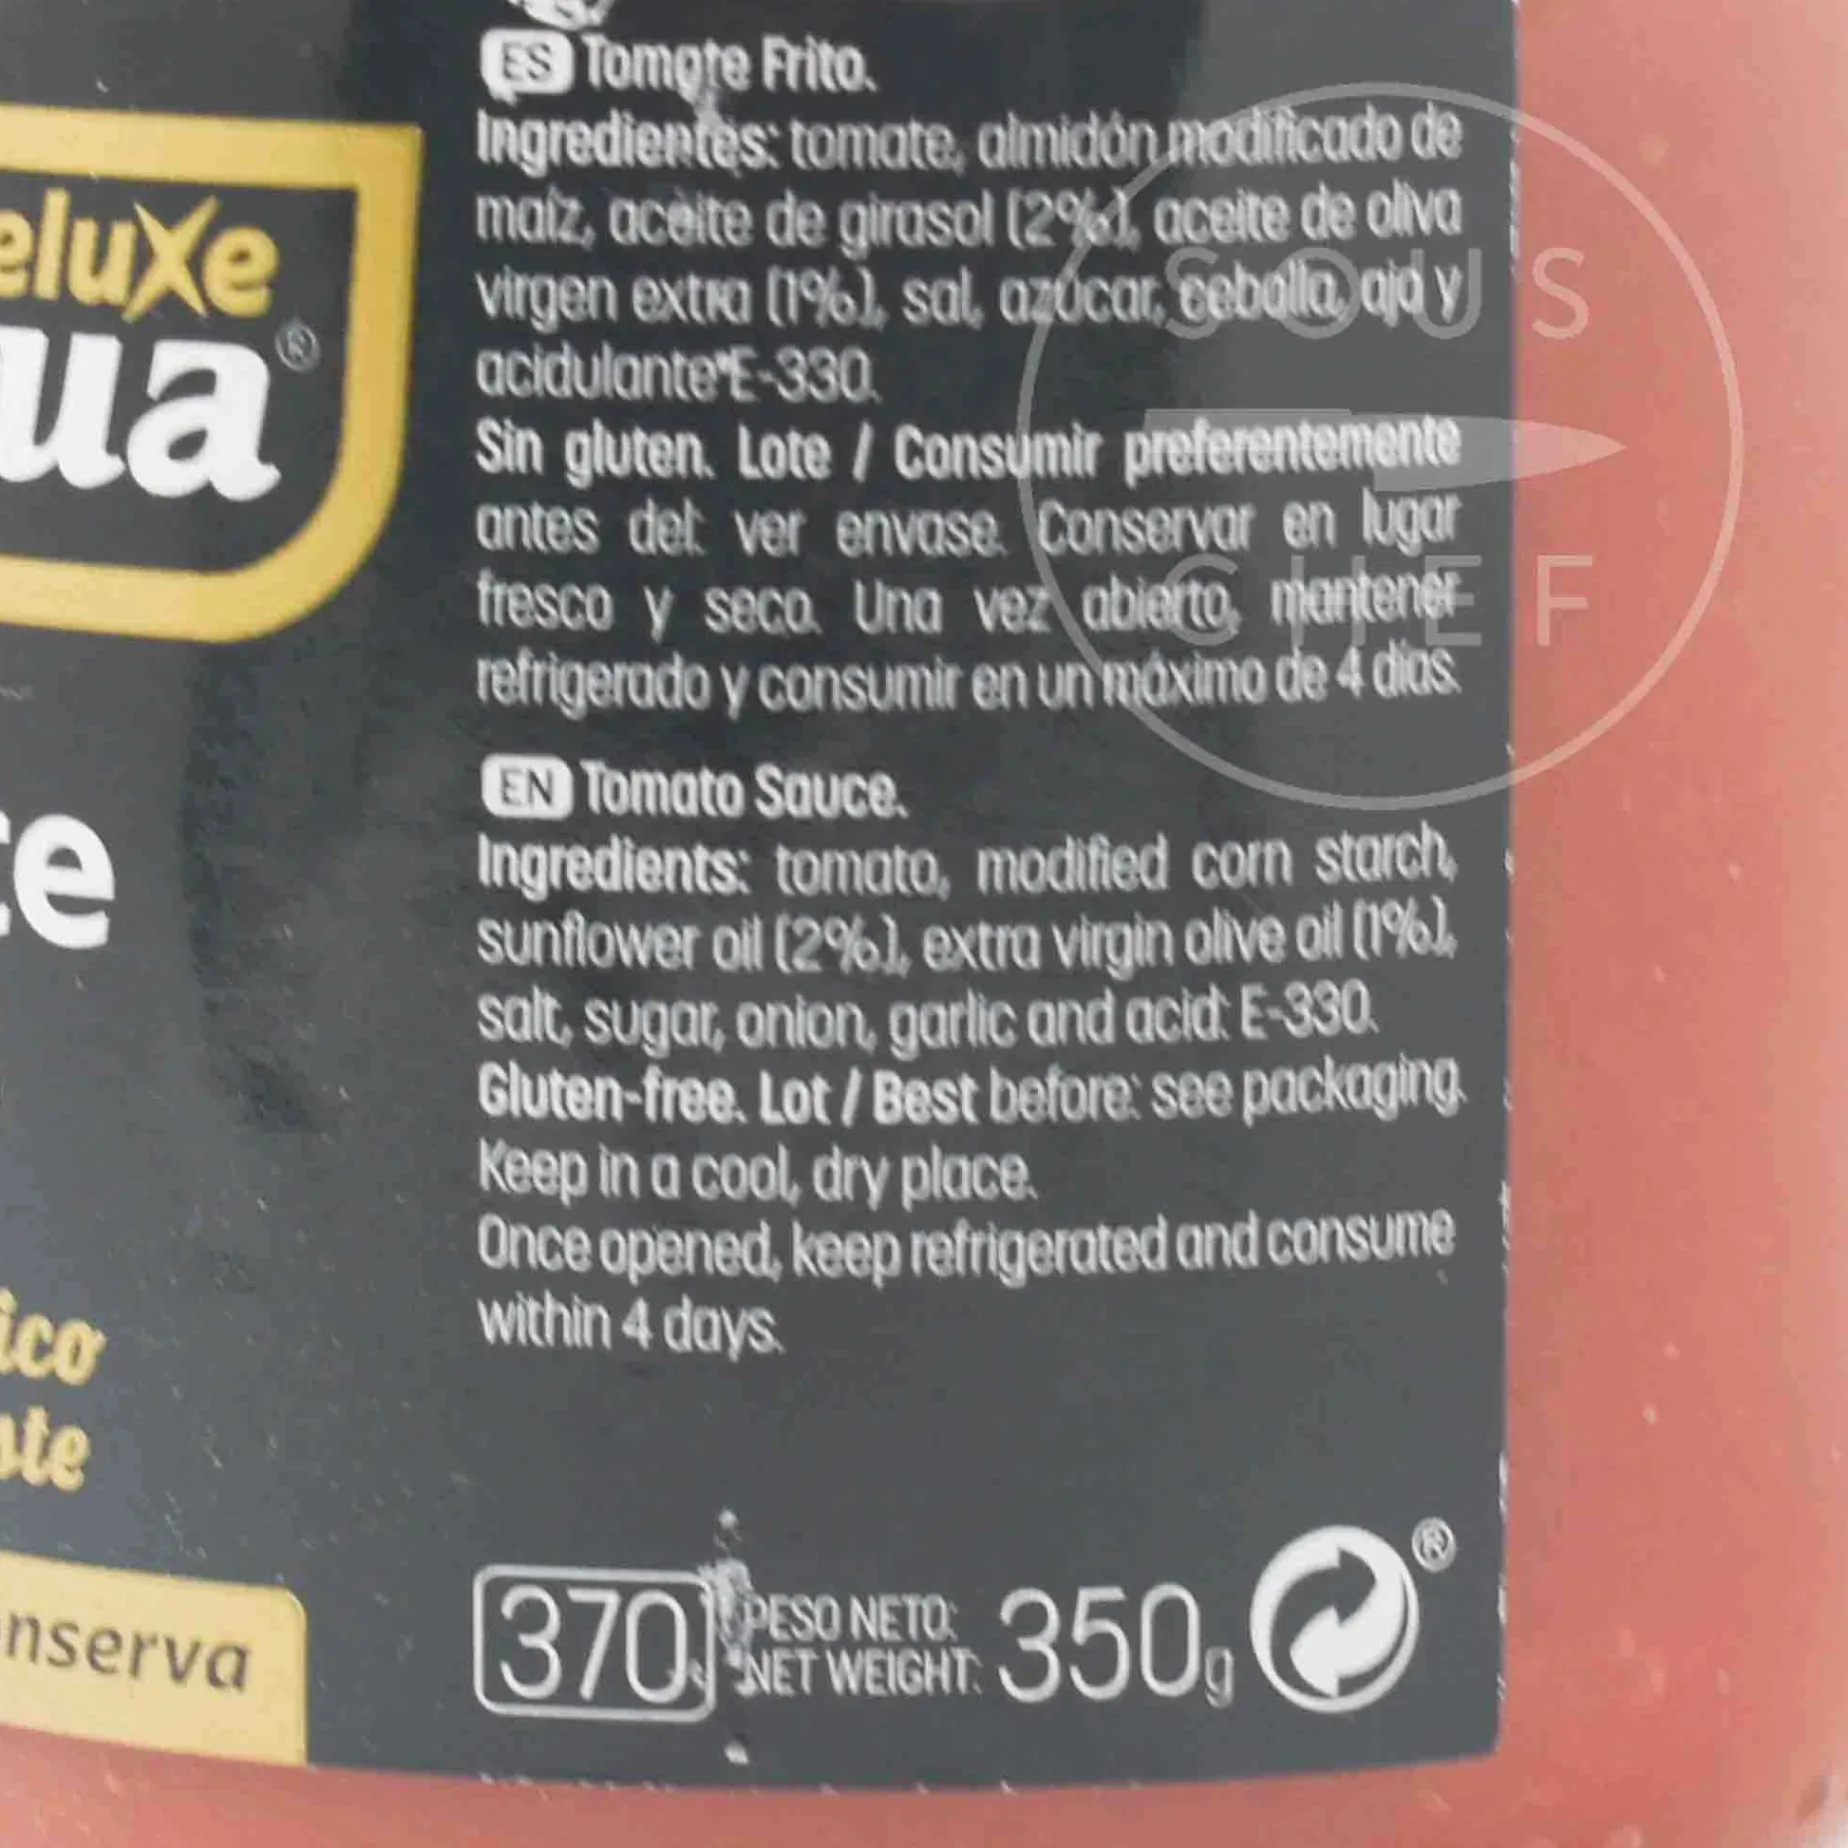 eluxe
ua®
te
ico
ote
nserva
ES Tomate Frito.
Ingredientes: tomate, almidón modificado de
maíz, aceite de girasol (2%), aceite de oliva
virgen extra (1%), sal, azúcar, cebolla, ajo y
acidulante E-330.
Sin gluten. Lote / Consumir preferentemente
antes del: ver envase. Conservar en lugar
fresco y seco. Una vez abierto, mantener
refrigerado y consumir en un máximo de 4 días.
EN Tomato Sauce.
Ingredients: tomato, modified corn starch,
sunflower oil (2%), extra virgin olive oil (1%),
salt, sugar, onion, garlic and acid: E-330.
Gluten-free. Lot / Best before: see packaging.
Keep in a cool, dry place.
Once opened, keep refrigerated and consume
within 4 days.
370
PESO NETO:
NET WEIGHT: 350g
®
SOUS
CHEF